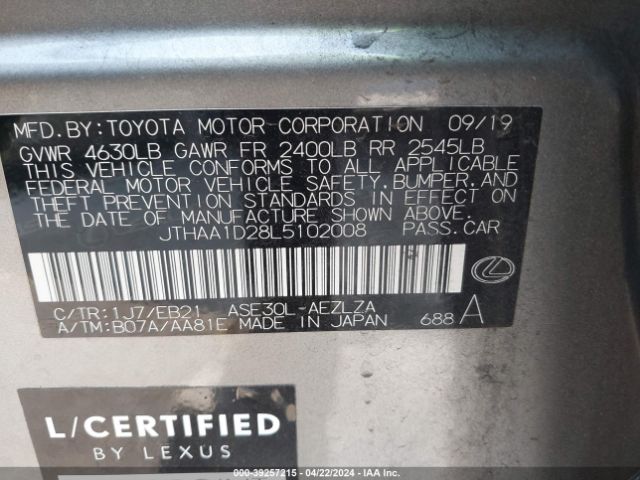 MFD.BY:TOYOTA MOTOR CORPORATION 09/19
GVWR 4630LB GAWR FR 2400LB RR 2545LB
THIS VEHICLE CONFORMS TO ALL APPLICABLE
FEDERAL MOTOR VEHICLE SAFETY,BUMPER,AND
THEFT PREVENTION STANDARDS IN EFFECT ON
THE DATE OF MANUFACTURE SHOWN ABOVE.
JTHAA1D28L5102008 PASS.CAR
C/TR:1J7/EB21 ASE30L-AEZLZA
A/TM:B07A/AA81E MADE IN JAPAN 688 A
L/CERTIFIED
BY LEXUS
STOCK #: 39257215 - 04/22/2024 - IAA Inc.